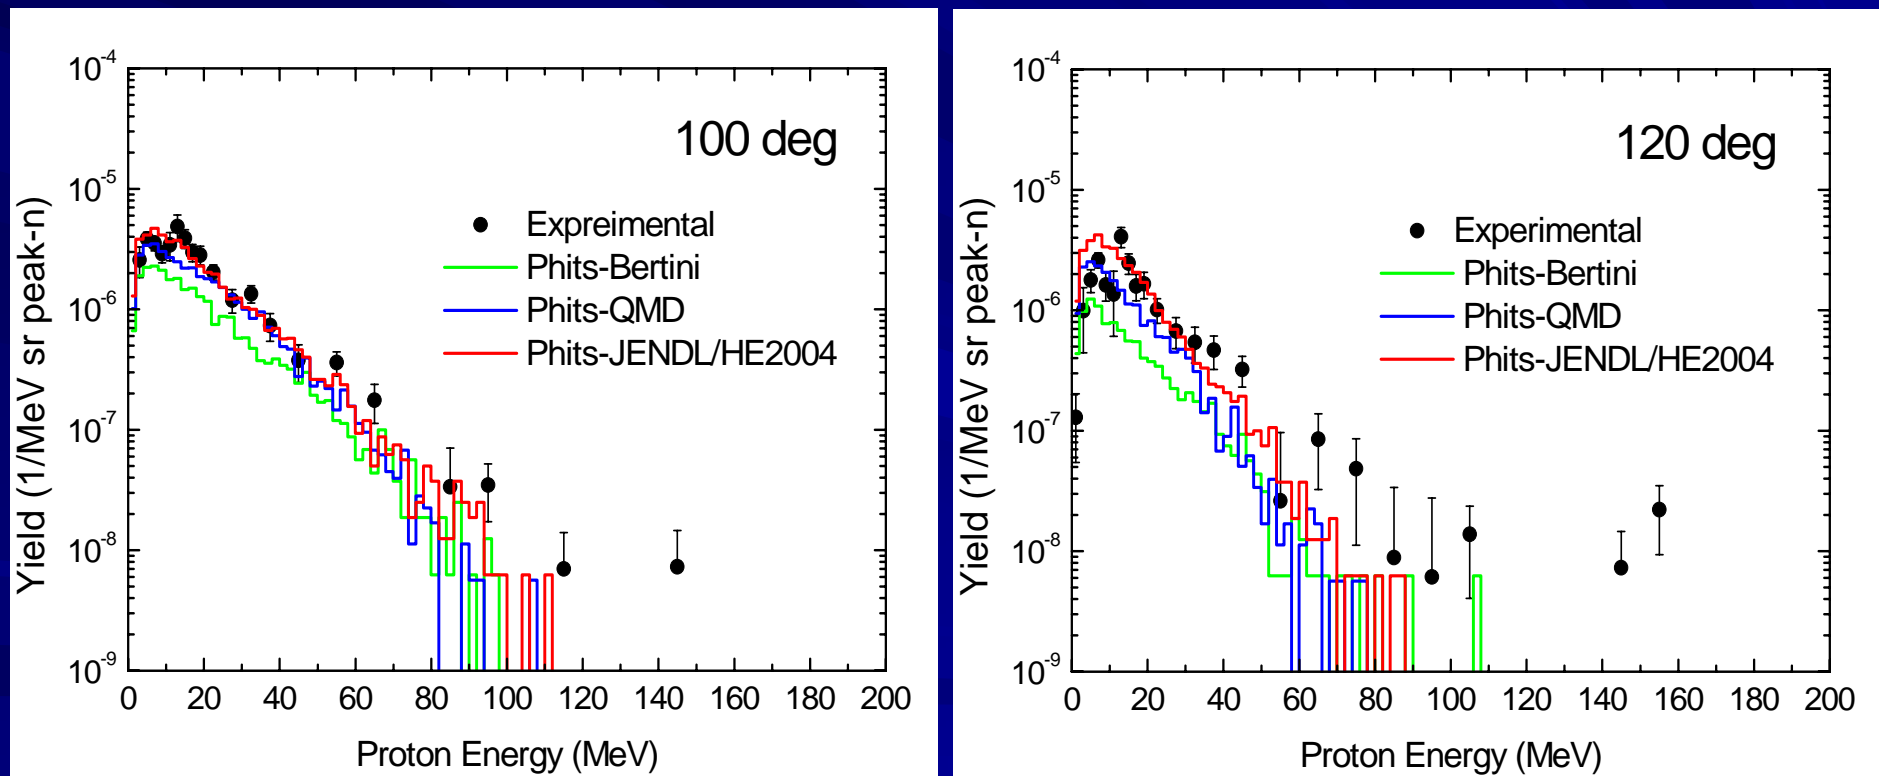 100 deg
Expreimental
Phits-Bertini
Phits-QMD
Phits-JENDL/HE2004
Yield (1/MeV sr peak-n)
10^-4
10^-5
10^-6
10^-7
10^-8
10^-9
0 20 40 60 80 100 120 140 160 180 200
Proton Energy (MeV)
120 deg
Experimental
Phits-Bertini
Phits-QMD
Phits-JENDL/HE2004
Yield (1/MeV sr peak-n)
10^-4
10^-5
10^-6
10^-7
10^-8
10^-9
0 20 40 60 80 100 120 140 160 180 200
Proton Energy (MeV)